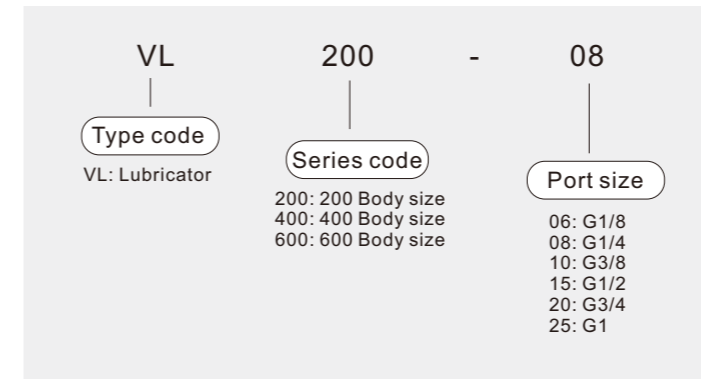 VL 200 - 08
Type code
VL: Lubricator
Series code
200: 200 Body size
400: 400 Body size
600: 600 Body size
Port size
06: G1/8
08: G1/4
10: G3/8
15: G1/2
20: G3/4
25: G1